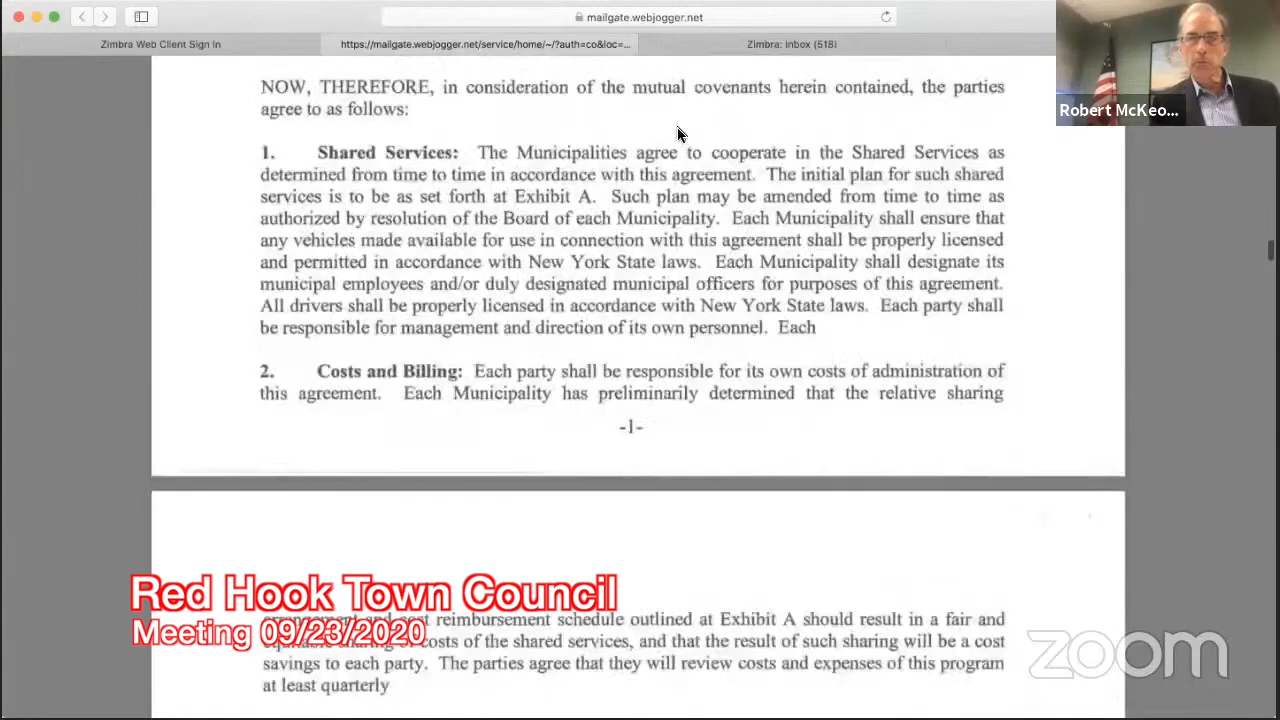 mailgate.webjogger.net
Zimbra Web Client Sign In
https://mailgate.webjogger.net/service/home/~/?auth=co&loc=...
Zimbra: Inbox (518)
Robert McKeo...
NOW, THEREFORE, in consideration of the mutual covenants herein contained, the parties
agree to as follows:
1. Shared Services: The Municipalities agree to cooperate in the Shared Services as
determined from time to time in accordance with this agreement. The initial plan for such shared
services is to be as set forth at Exhibit A. Such plan may be amended from time to time as
authorized by resolution of the Board of each Municipality. Each Municipality shall ensure that
any vehicles made available for use in connection with this agreement shall be properly licensed
and permitted in accordance with New York State laws. Each Municipality shall designate its
municipal employees and/or duly designated municipal officers for purposes of this agreement.
All drivers shall be properly licensed in accordance with New York State laws. Each party shall
be responsible for management and direction of its own personnel. Each
2. Costs and Billing: Each party shall be responsible for its own costs of administration of
this agreement. Each Municipality has preliminarily determined that the relative sharing
-1-
Red Hook Town Council
reimbursement schedule outlined at Exhibit A should result in a fair and
Meeting 09/23/2020
costs of the shared services, and that the result of such sharing will be a cost
savings to each party. The parties agree that they will review costs and expenses of this program
at least quarterly
zoom